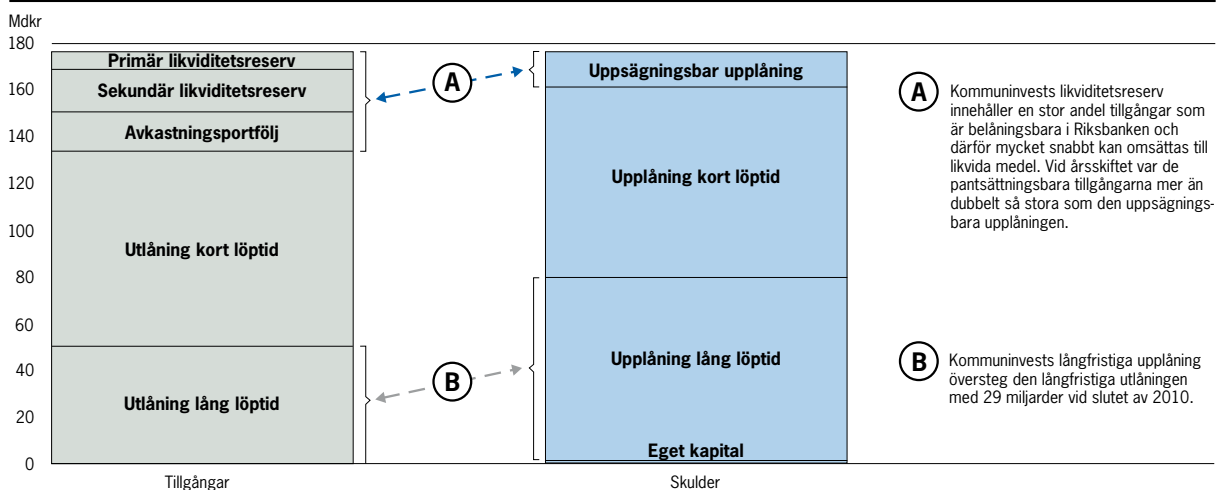 Mdkr
180
160
140
120
100
80
60
40
20
0
Primär likviditetsreserv
Sekundär likviditetsreserv
Avkastningsportfölj
Utlåning kort löptid
Utlåning lång löptid
Tillgångar
A
B
Uppsägningsbar upplåning
Upplåning kort löptid
Upplåning lång löptid
Eget kapital
Skulder
A
Kommuninvests likviditetsreserv
innehåller en stor andel tillgångar som
är belåningsbara i Riksbanken och
därför mycket snabbt kan omsättas till
likvida medel. Vid årsskiftet var de
pantsättningsbara tillgångarna mer än
dubbelt så stora som den uppsägnings-
bara upplåningen.
B
Kommuninvests långfristiga upplåning
översteg den långfristiga utlåningen
med 29 miljarder vid slutet av 2010.